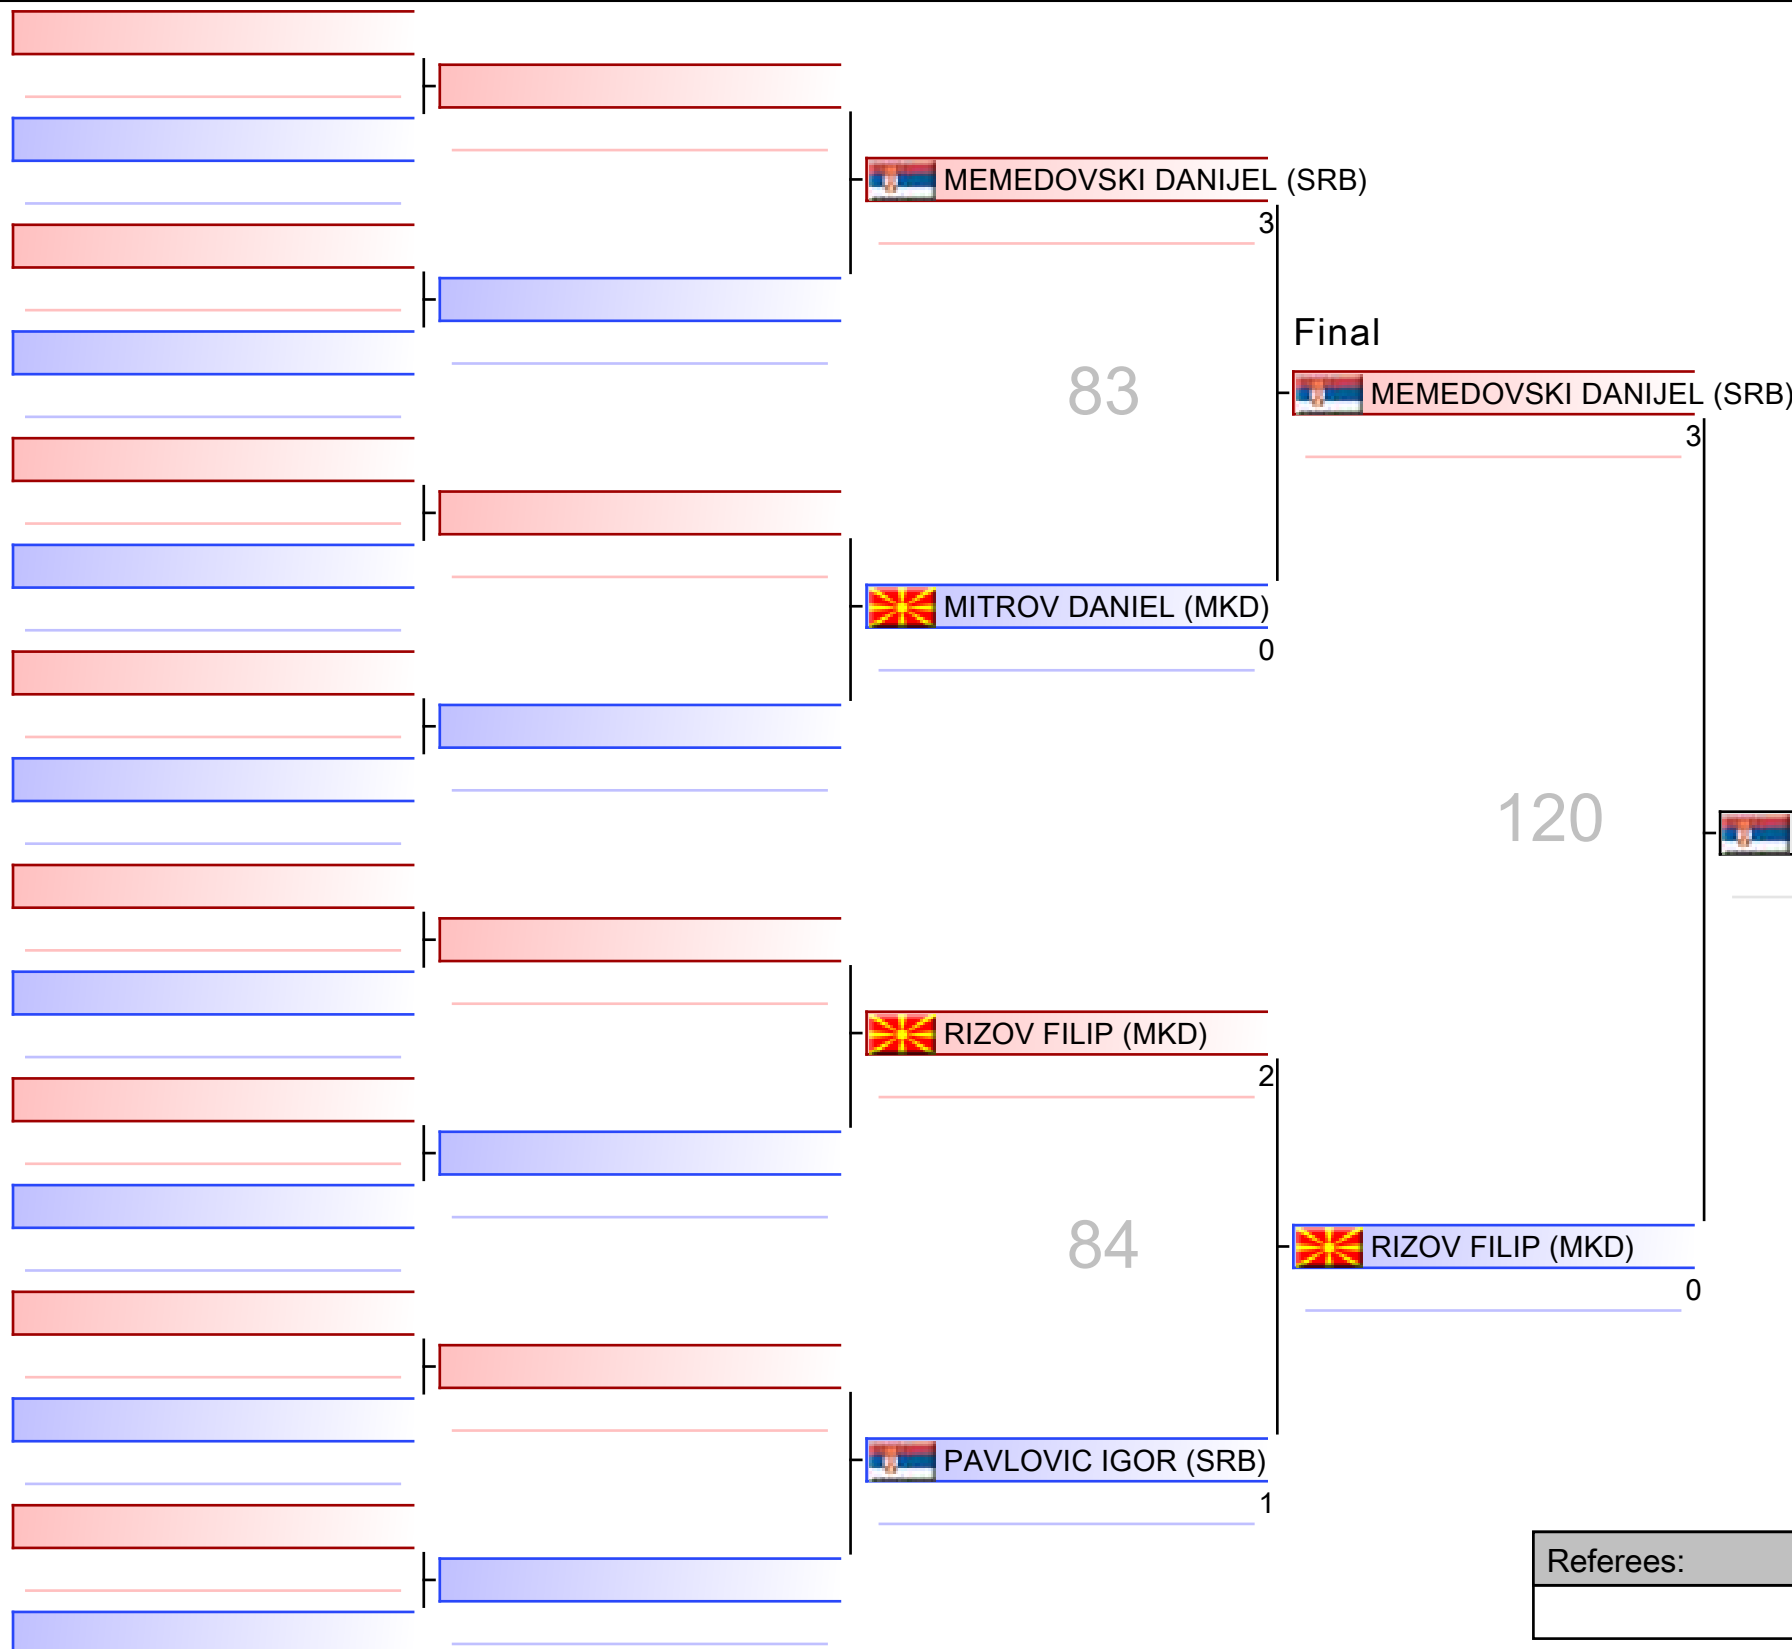 MEMEDOVSKI DANIJEL (SRB)
3
Final
83
MEMEDOVSKI DANIJEL (SRB)
3
MITROV DANIEL (MKD)
0
120
RIZOV FILIP (MKD)
2
84
RIZOV FILIP (MKD)
0
PAVLOVIC IGOR (SRB)
1
Referees: